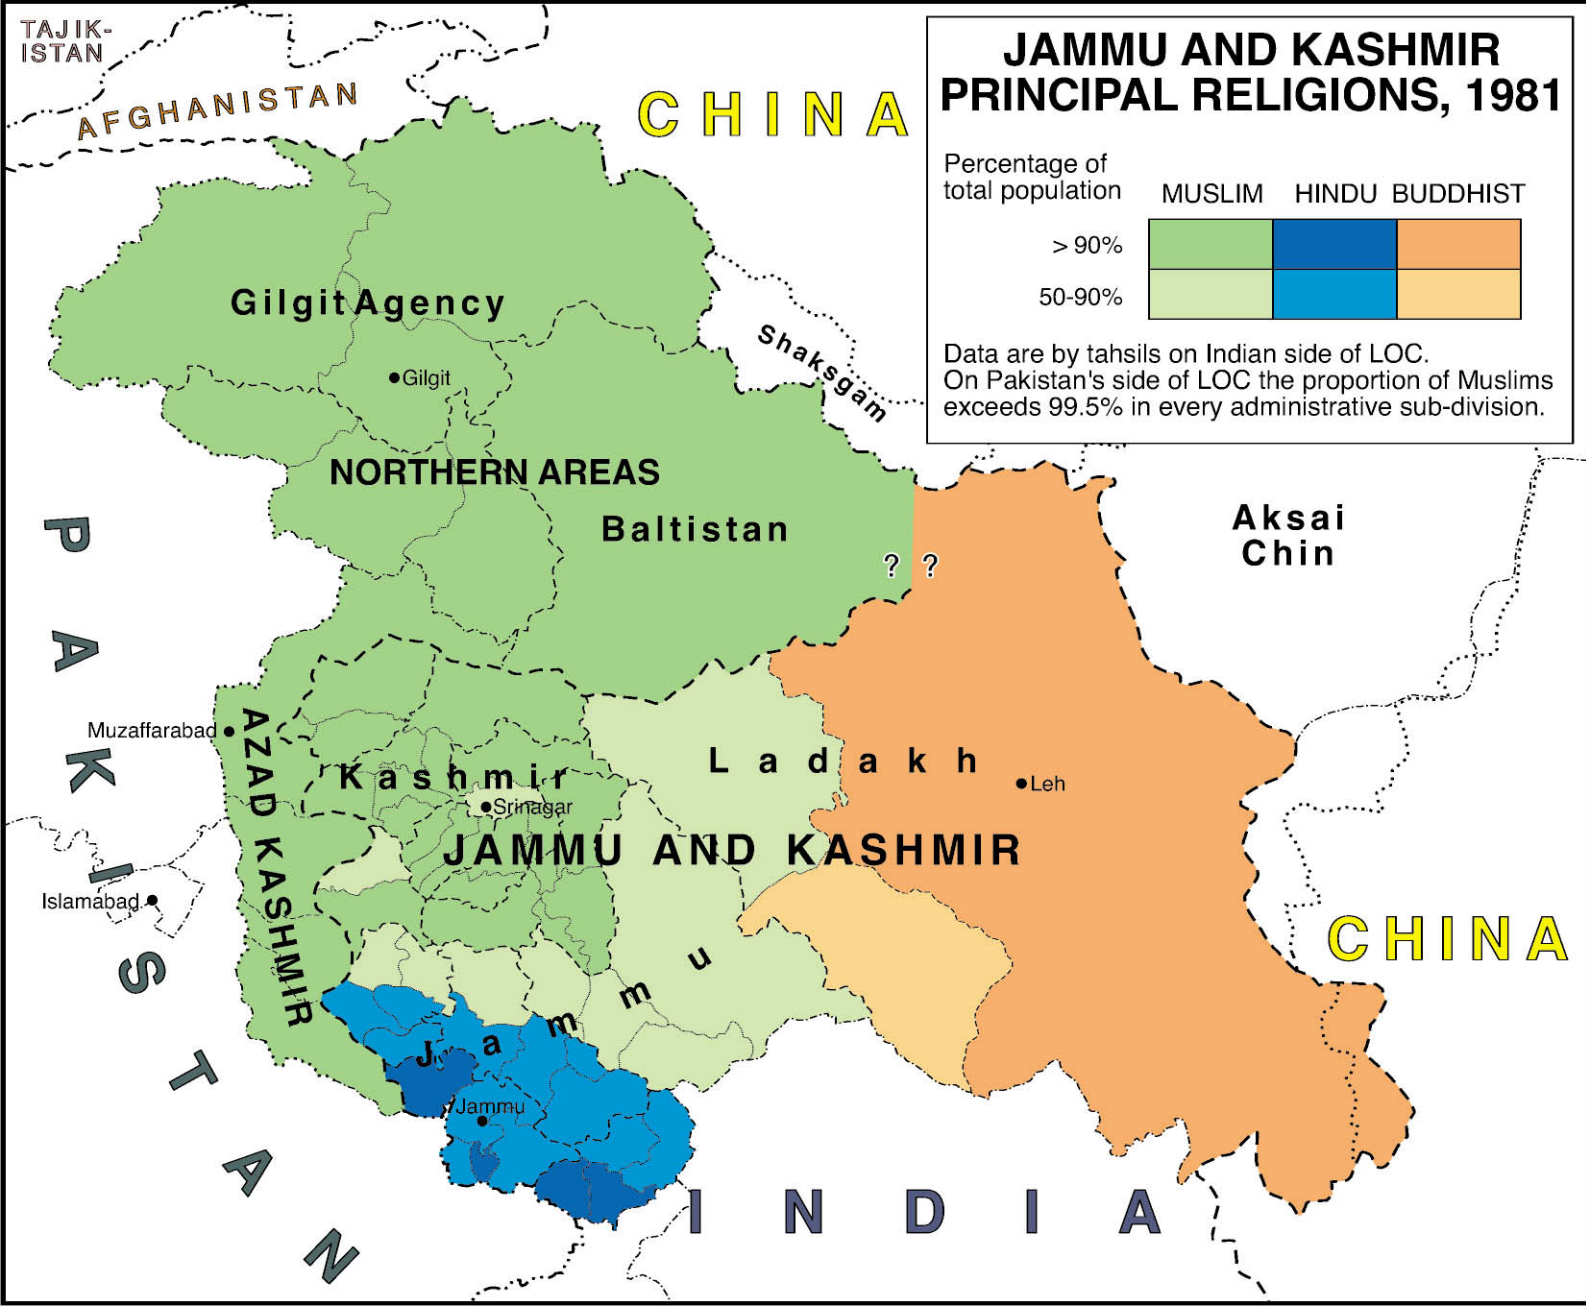 TAJIK-
ISTAN
AFGHANISTAN
CHINA
JAMMU AND KASHMIR
PRINCIPAL RELIGIONS, 1981
Percentage of
total population
MUSLIM HINDU BUDDHIST
> 90%
50-90%
Data are by tahsils on Indian side of LOC.
On Pakistan's side of LOC the proportion of Muslims
exceeds 99.5% in every administrative sub-division.
Gilgit Agency
Shaksgam
Gilgit
NORTHERN AREAS
Baltistan
Aksai
Chin
? ?
PAKISTAN
Muzaffarabad
AZAD KASHMIR
Kashmir
Ladakh
Leh
Srinagar
JAMMU AND KASHMIR
Islamabad
CHINA
Jammu
Jammu
INDIA